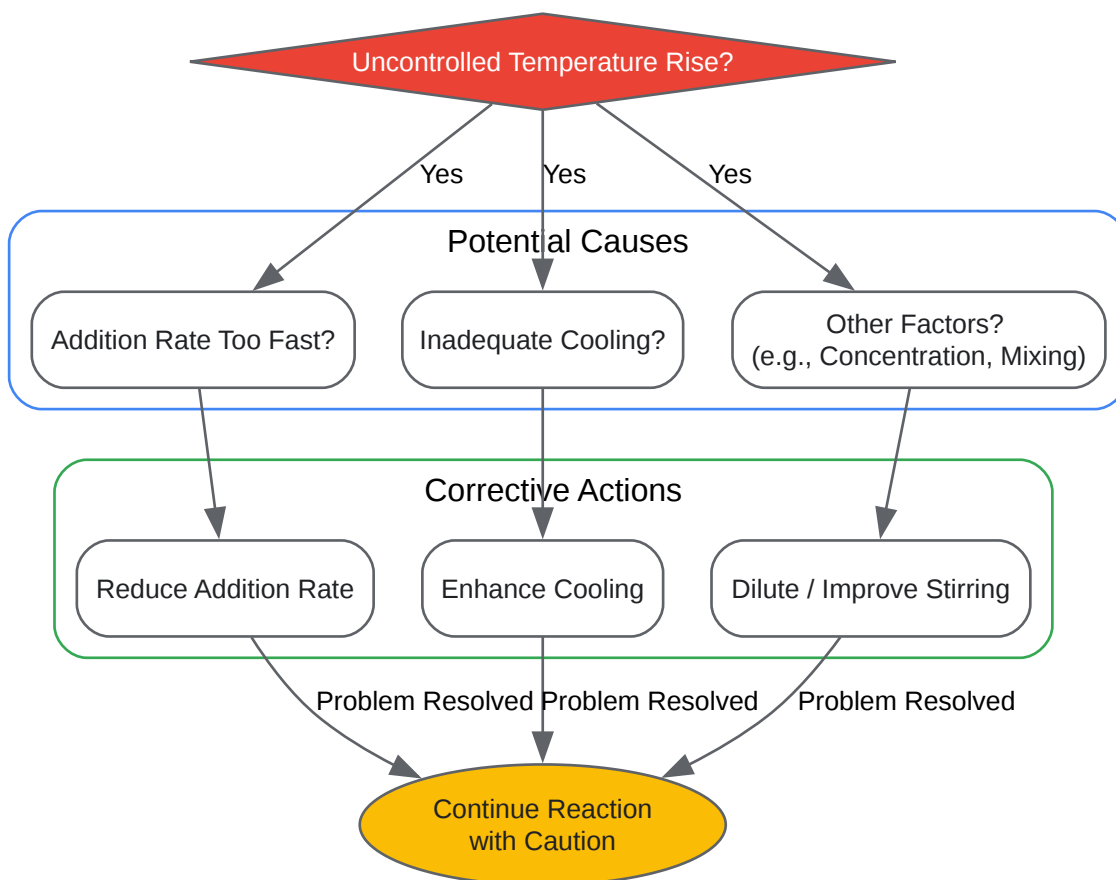 Uncontrolled Temperature Rise?
Yes
Yes
Yes
Potential Causes
Addition Rate Too Fast?
Inadequate Cooling?
Other Factors?
(e.g., Concentration, Mixing)
Corrective Actions
Reduce Addition Rate
Enhance Cooling
Dilute / Improve Stirring
Problem Resolved
Problem Resolved
Problem Resolved
Continue Reaction
with Caution